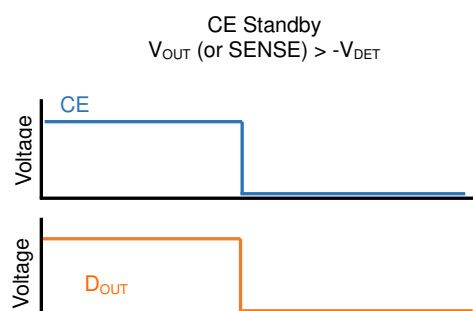 CE Standby
VOUT (or SENSE) > -VDET
CE
Voltage
DOUT
Voltage